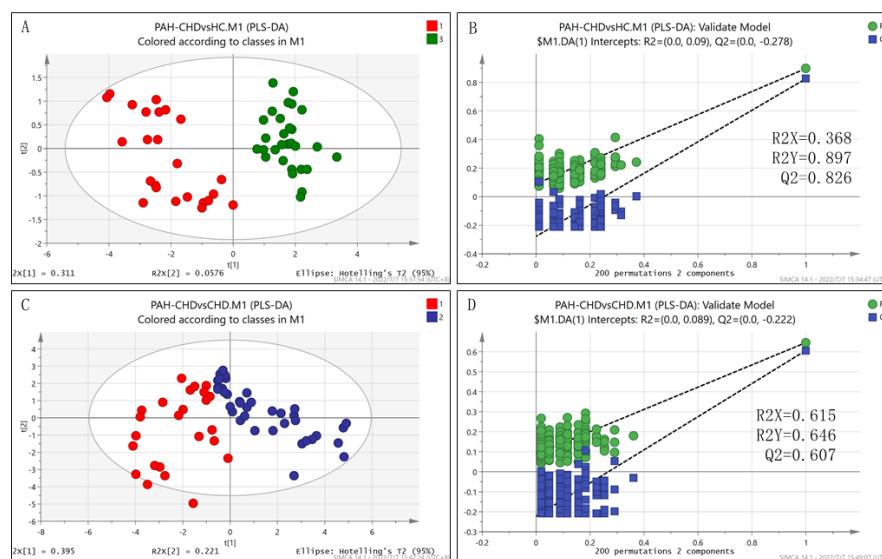 A
PAH-CHDvsHC.M1 (PLS-DA)
Colored according to classes in M1
1
3
t[2]
1.5
1
0.5
0
-0.5
-1
-1.5
-2
-6
-4
-2
0
2
4
6
t[1]
2X[1] = 0.311
R2X[2] = 0.0576
Ellipse: Hotelling's T2 (95%)
B
PAH-CHDvsHC.M1 (PLS-DA): Validate Model
$M1.DA(1) Intercepts: R2=(0.0, 0.09), Q2=(0.0, -0.278)
1
0.8
0.6
0.4
0.2
0
-0.2
-0.4
-0.2
0
0.2
0.4
0.6
0.8
1
R2X=0.368
R2Y=0.897
Q2=0.826
200 permutations 2 components
SIMCA 14.1 - 2022/7/7 15:34:47 (UTC+8)
C
PAH-CHDvsCHD.M1 (PLS-DA)
Colored according to classes in M1
1
2
t[2]
4
3
2
1
0
-1
-2
-3
-4
-5
-6
-8
-6
-4
-2
0
2
4
6
t[1]
2X[1] = 0.395
R2X[2] = 0.221
Ellipse: Hotelling's T2 (95%)
D
PAH-CHDvsCHD.M1 (PLS-DA): Validate Model
$M1.DA(1) Intercepts: R2=(0.0, 0.089), Q2=(0.0, -0.222)
0.6
0.5
0.4
0.3
0.2
0.1
0
-0.1
-0.2
-0.3
-0.2
0
0.2
0.4
0.6
0.8
1
R2X=0.615
R2Y=0.646
Q2=0.607
200 permutations 2 components